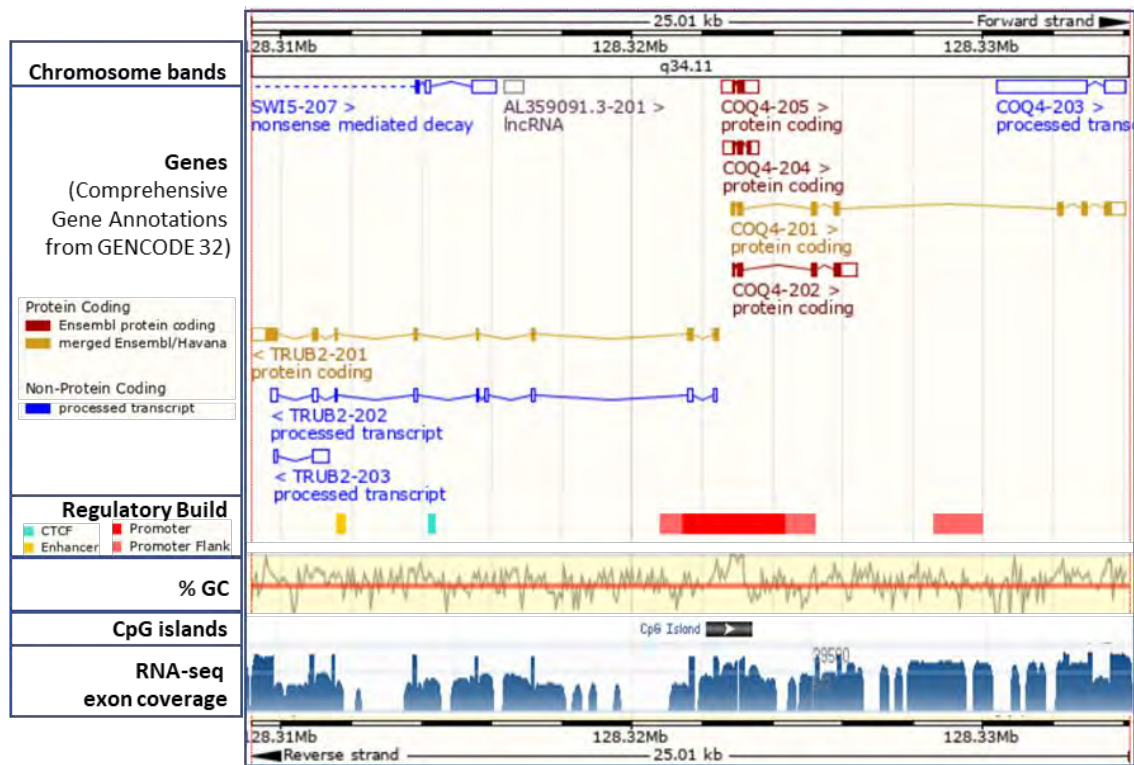 25.01 kb
Forward strand
128.31Mb
128.32Mb
128.33Mb
Chromosome bands
q34.11
Genes
(Comprehensive
Gene Annotations
from GENCODE 32)
SWI5-207 >
nonsense mediated decay
AL359091.3-201 >
lncRNA
COQ4-205 >
protein coding
COQ4-203 >
processed trans
COQ4-204 >
protein coding
COQ4-201 >
protein coding
COQ4-202 >
protein coding
Protein Coding
Ensembl protein coding
merged Ensembl/Havana
Non-Protein Coding
processed transcript
< TRUB2-201
protein coding
< TRUB2-202
processed transcript
< TRUB2-203
processed transcript
Regulatory Build
CTCF
Promoter
Enhancer
Promoter Flank
% GC
CpG islands
CpG Island
RNA-seq
exon coverage
128.31Mb
128.32Mb
128.33Mb
Reverse strand
25.01 kb